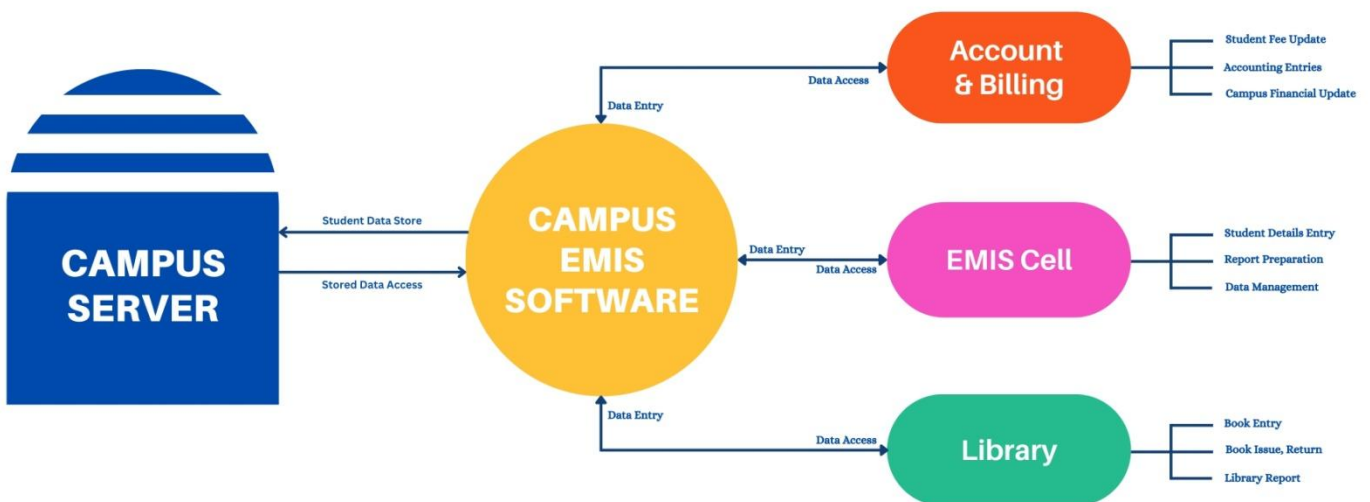 CAMPUS
SERVER
Student Data Store
Stored Data Access
CAMPUS
EMIS
SOFTWARE
Data Entry
Data Access
Account
& Billing
Student Fee Update
Accounting Entries
Campus Financial Update
Data Entry
Data Access
EMIS Cell
Student Details Entry
Report Preparation
Data Management
Data Entry
Data Access
Library
Book Entry
Book Issue, Return
Library Report